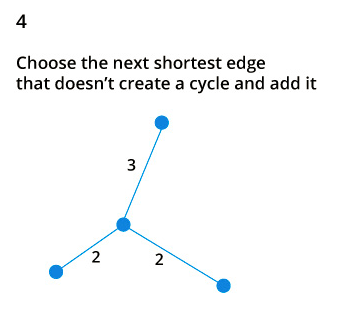 4
Choose the next shortest edge
that doesn't create a cycle and add it
3
2
2